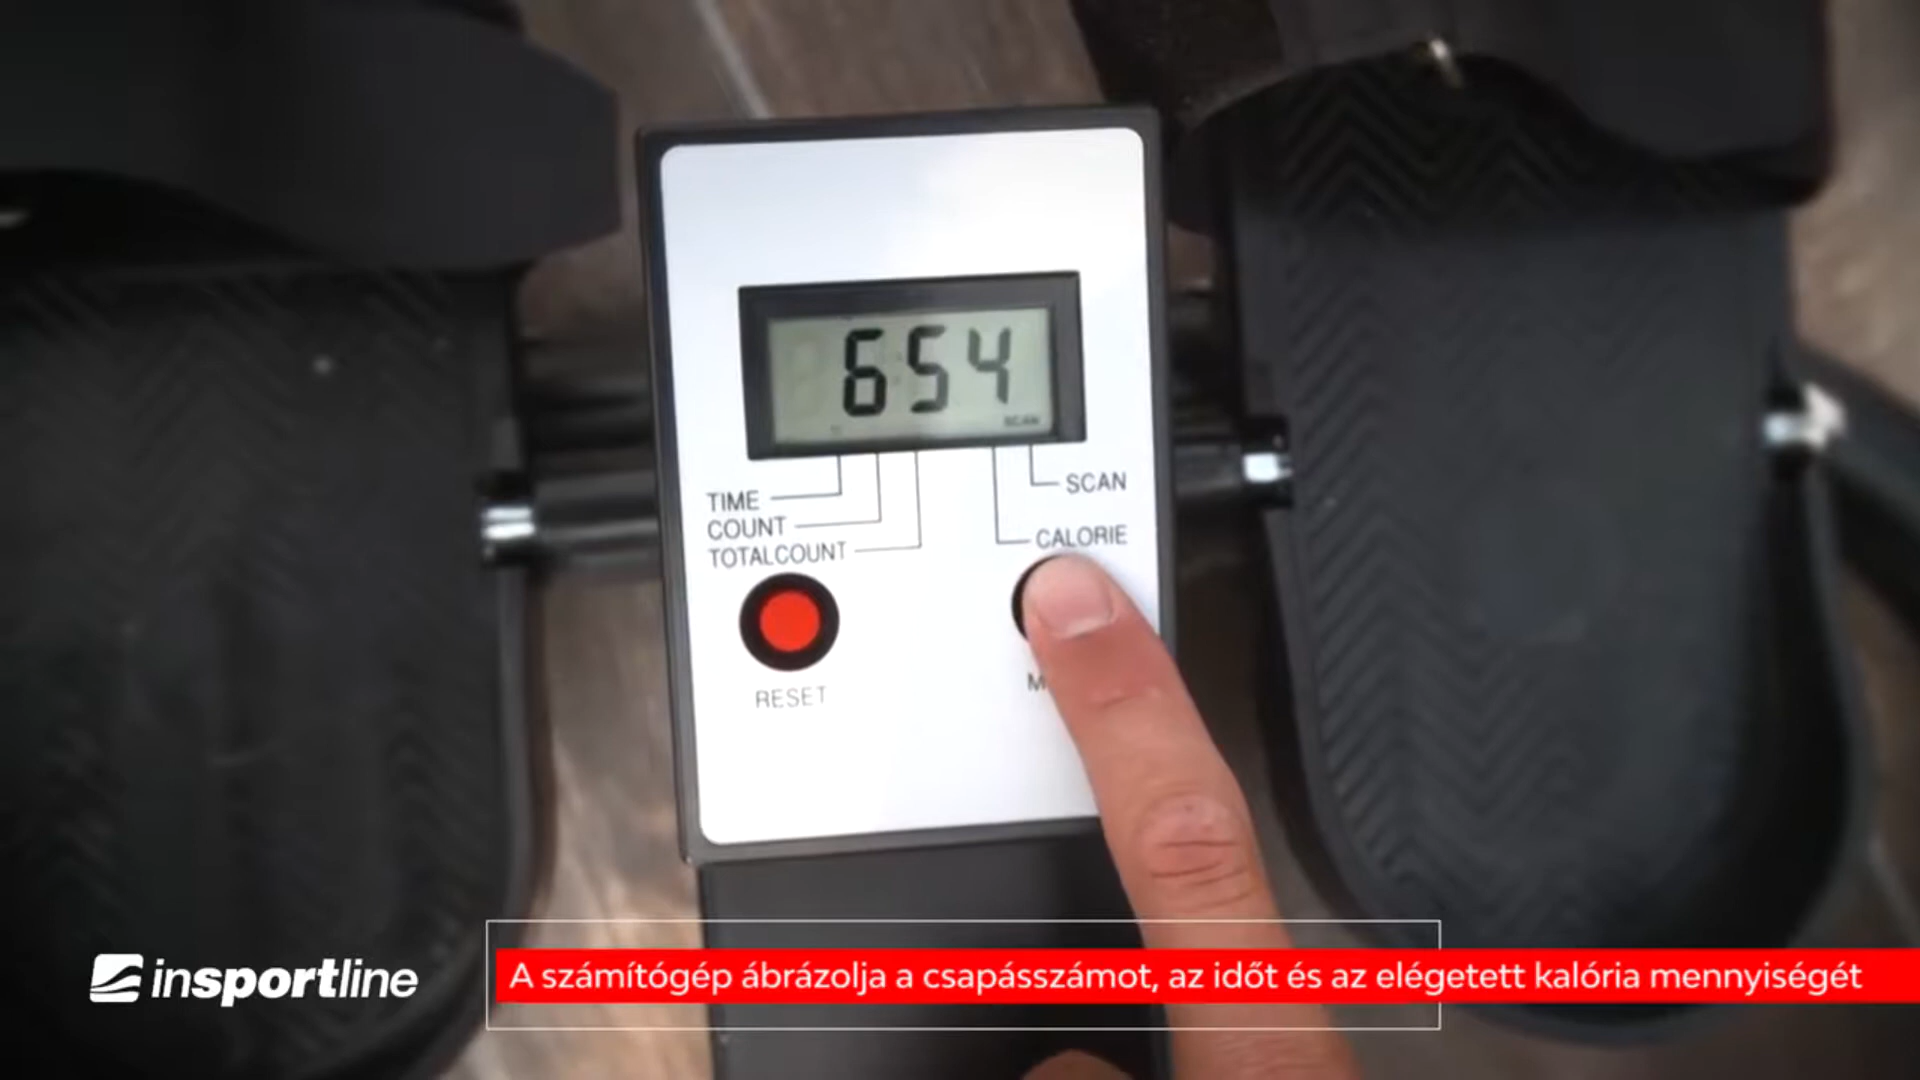 654
SCAN
TIME
SCAN
COUNT
CALORIE
TOTALCOUNT
RESET
insportline
A számítógép ábrázolja a csapásszámot, az időt és az elégetett kalória mennyiségét